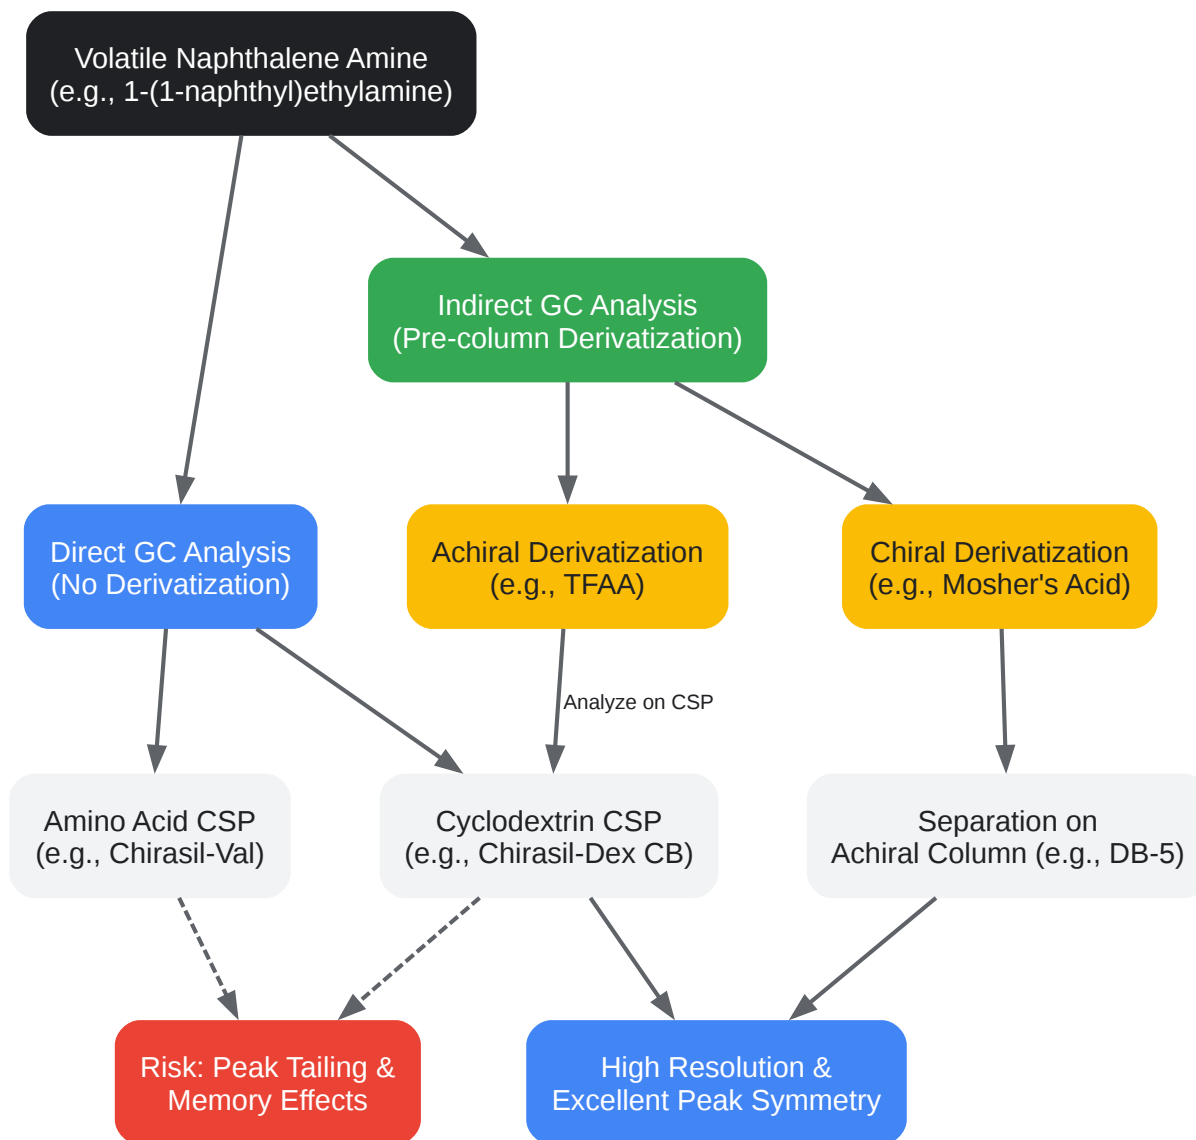 Volatile Naphthalene Amine
(e.g., 1-(1-naphthyl)ethylamine)
Indirect GC Analysis
(Pre-column Derivatization)
Direct GC Analysis
(No Derivatization)
Achiral Derivatization
(e.g., TFAA)
Chiral Derivatization
(e.g., Mosher's Acid)
Analyze on CSP
Amino Acid CSP
(e.g., Chirasil-Val)
Cyclodextrin CSP
(e.g., Chirasil-Dex CB)
Separation on
Achiral Column (e.g., DB-5)
Risk: Peak Tailing &
Memory Effects
High Resolution &
Excellent Peak Symmetry